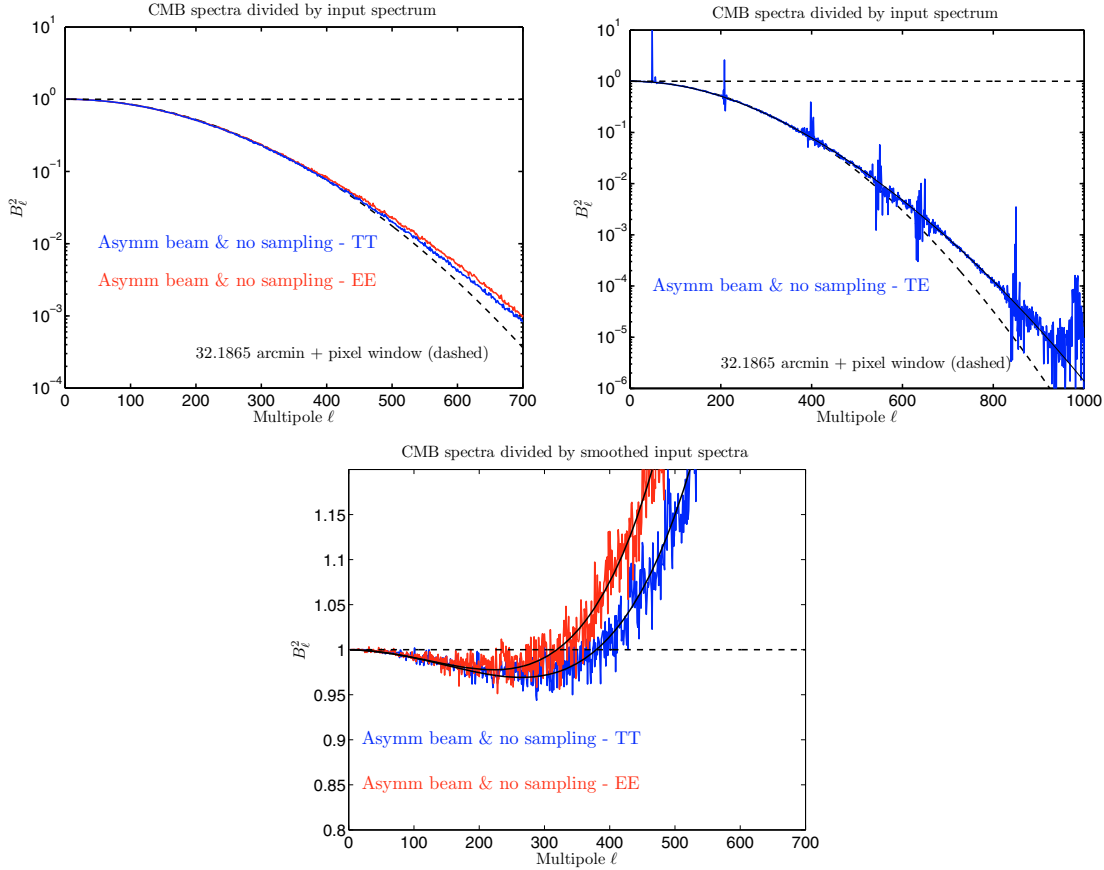 CMB spectra divided by input spectrum
10^1
10^0
10^-1
10^-2
10^-3
10^-4
B_ℓ^2
Asymm beam & no sampling - TT
Asymm beam & no sampling - EE
32.1865 arcmin + pixel window (dashed)
0 100 200 300 400 500 600 700
Multipole ℓ
CMB spectra divided by input spectrum
10^1
10^0
10^-1
10^-2
10^-3
10^-4
10^-5
10^-6
B_ℓ^2
Asymm beam & no sampling - TE
32.1865 arcmin + pixel window (dashed)
0 200 400 600 800 1000
Multipole ℓ
CMB spectra divided by smoothed input spectra
1.15
1.1
1.05
1
0.95
0.9
0.85
0.8
B_ℓ^2
Asymm beam & no sampling - TT
Asymm beam & no sampling - EE
0 100 200 300 400 500 600 700
Multipole ℓ